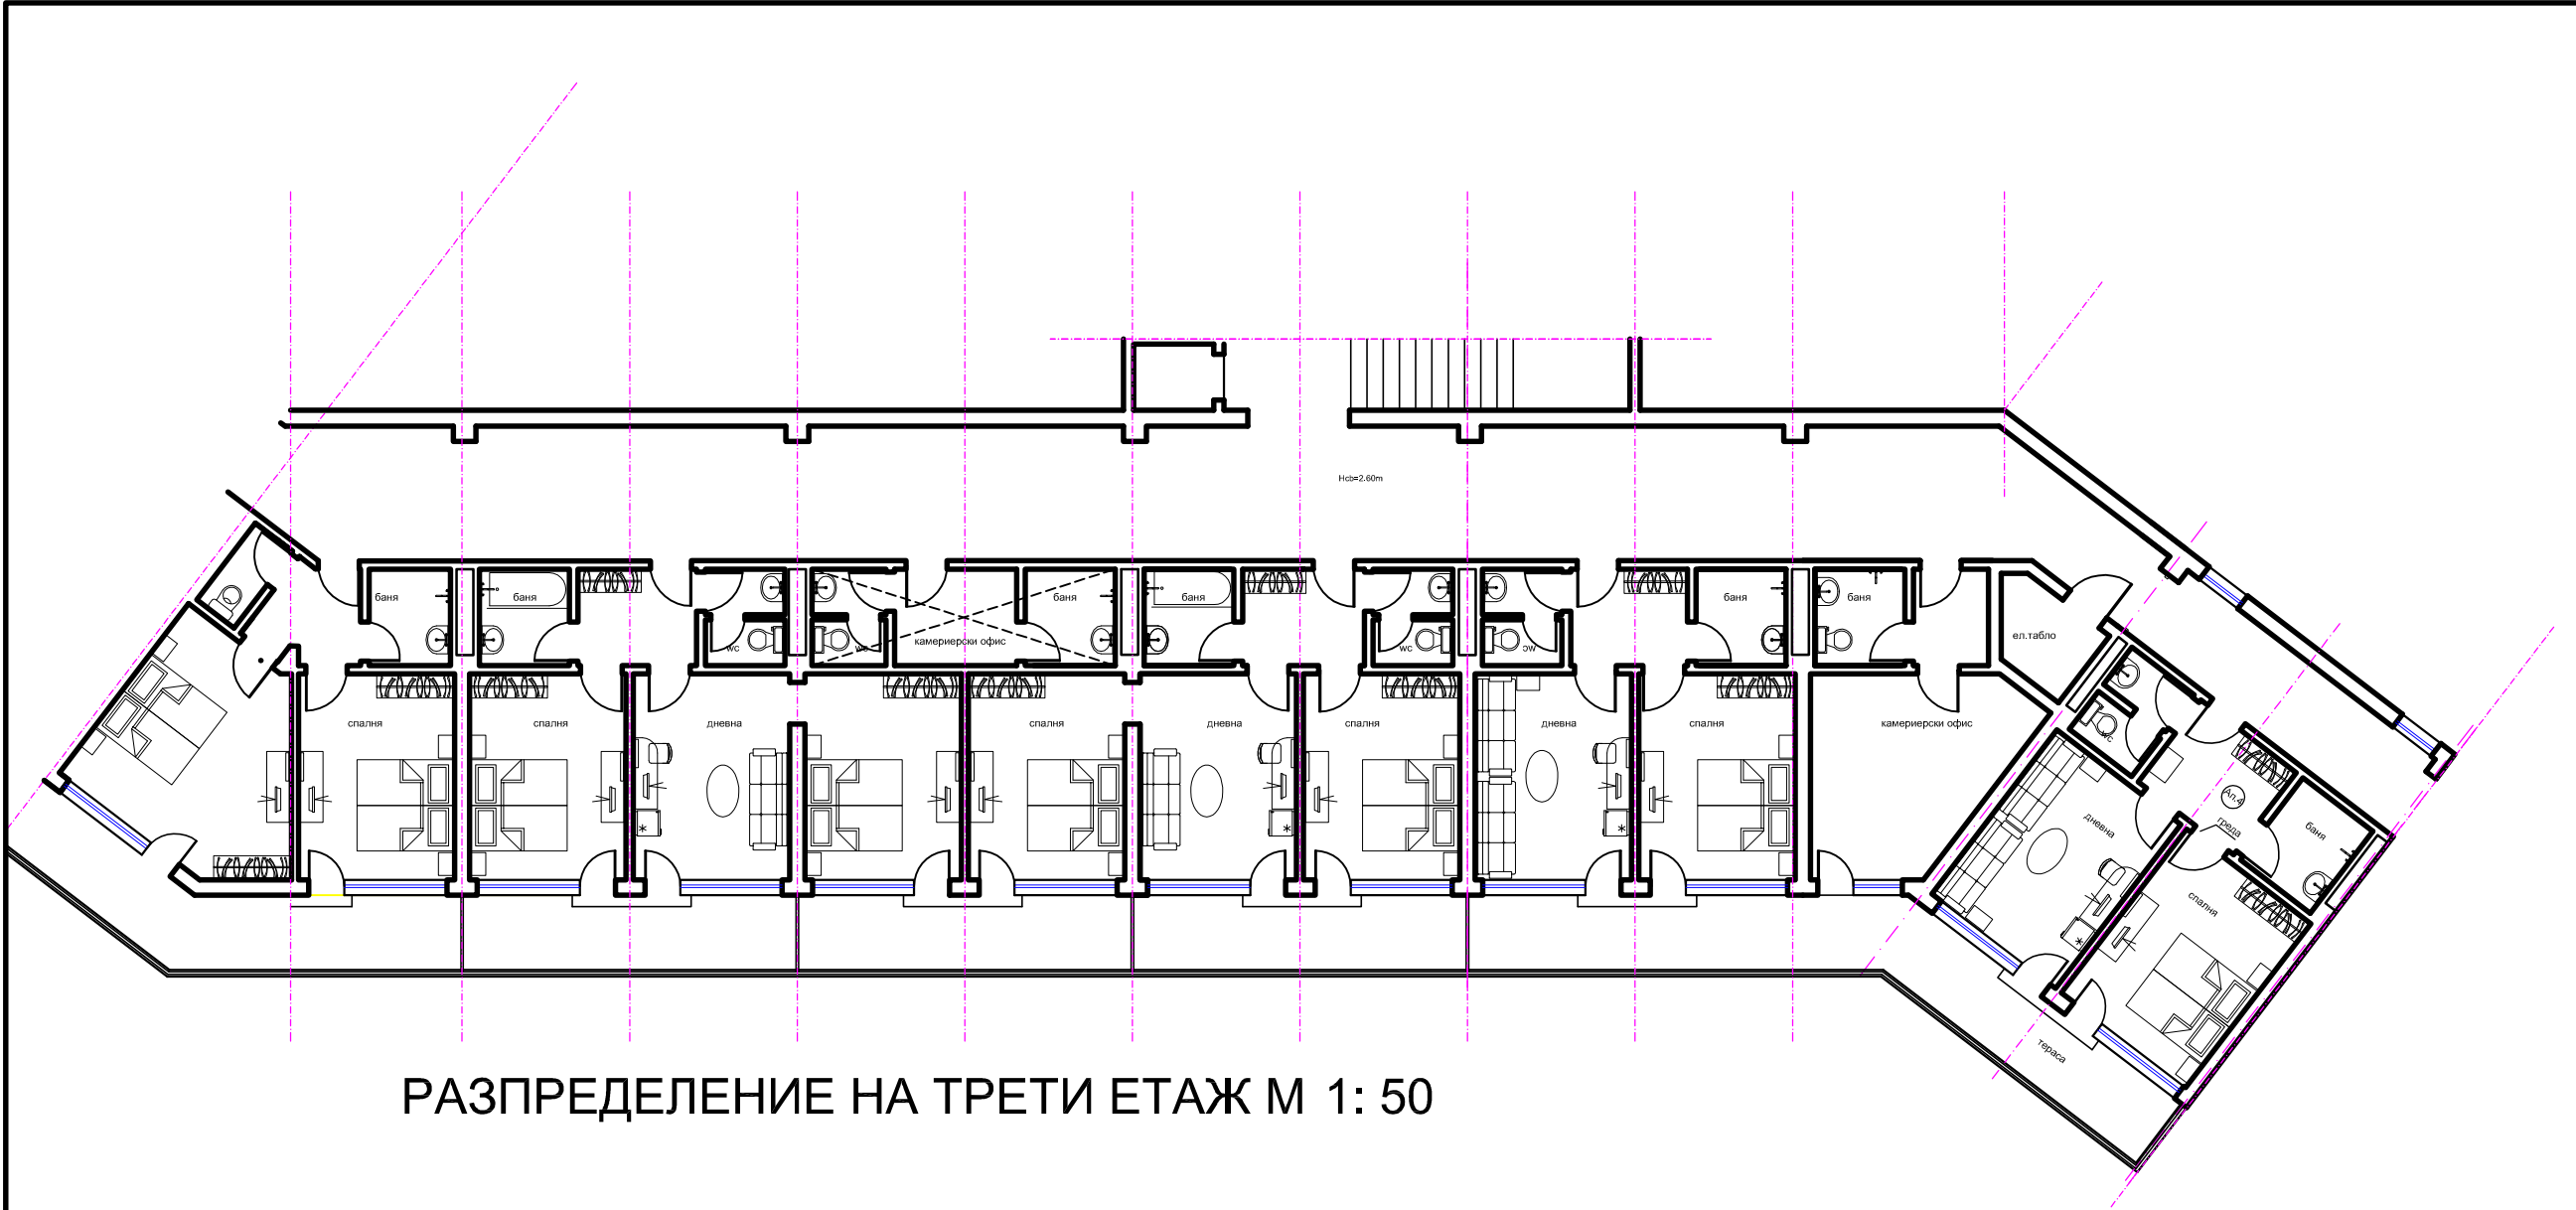 Hсв=2.60m
баня
баня
баня
баня
баня
баня
ел.табло
wc
wc
камериерски офис
wc
wc
wc
спалня
спалня
дневна
спалня
дневна
спалня
дневна
спалня
камериерски офис
Ап.4
дневна
греда
баня
спалня
тераса
*
*
*
*
РАЗПРЕДЕЛЕНИЕ НА ТРЕТИ ЕТАЖ М 1: 50